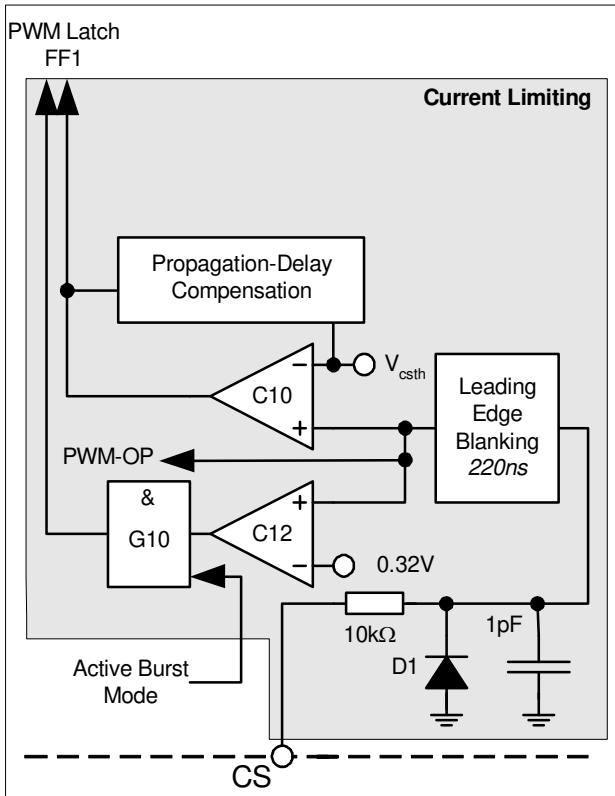 PWM Latch
FF1
Current Limiting
Propagation-Delay
Compensation
Vcsth
C10
Leading
Edge
Blanking
220ns
PWM-OP
&
G10
C12
0.32V
10kΩ
1pF
D1
Active Burst
Mode
CS